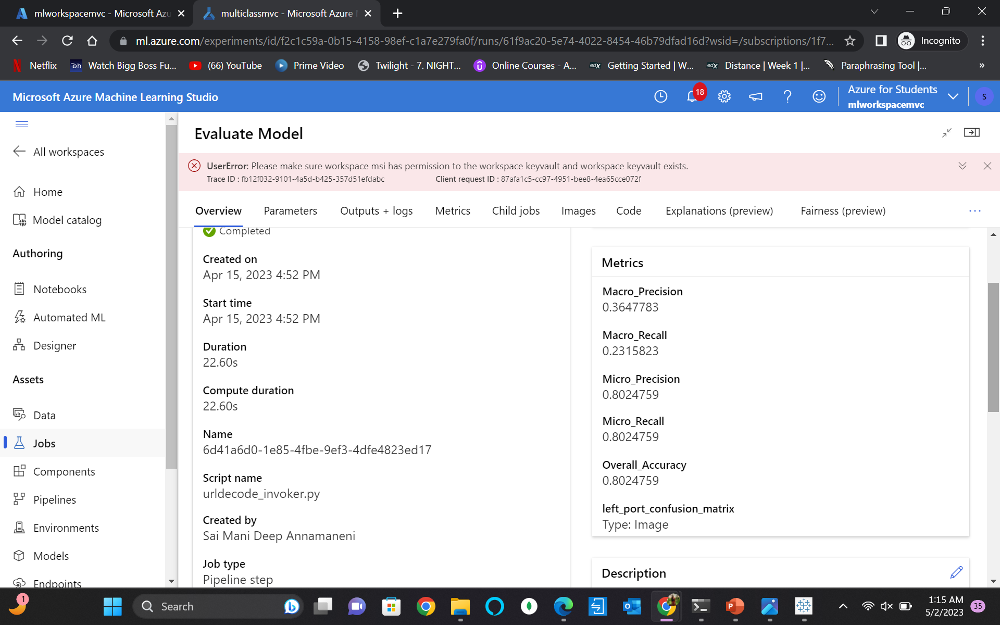 mlworkspacemvc - Microsoft Azu
multiclassmvc - Microsoft Azure
ml.azure.com/experiments/id/f2c1c59a-0b15-4158-98ef-c1a7e279fa0f/runs/61f9ac20-5e74-4022-8454-46b79dfad16d?wsid=/subscriptions/1f7...
Incognito
Netflix
Watch Bigg Boss Fu...
(66) YouTube
Prime Video
Twilight - 7. NIGHT...
Online Courses - A...
Getting Started | W...
Distance | Week 1 |...
Paraphrasing Tool |...
Microsoft Azure Machine Learning Studio
18
Azure for Students
mlworkspacemvc
S
All workspaces
Home
Model catalog
Authoring
Notebooks
Automated ML
Designer
Assets
Data
Jobs
Components
Pipelines
Environments
Models
Endpoints
Evaluate Model
UserError: Please make sure workspace msi has permission to the workspace keyvault and workspace keyvault exists.
Trace ID : fb12f032-9101-4a5d-b425-357d51efdabc Client request ID : 87afa1c5-cc97-4951-bee8-4ea65cce072f
Overview Parameters Outputs + logs Metrics Child jobs Images Code Explanations (preview) Fairness (preview) ...
Completed
Created on
Apr 15, 2023 4:52 PM
Start time
Apr 15, 2023 4:52 PM
Duration
22.60s
Compute duration
22.60s
Name
6d41a6d0-1e85-4fbe-9ef3-4dfe4823ed17
Script name
urldecode_invoker.py
Created by
Sai Mani Deep Annamaneni
Job type
Pipeline step
Metrics
Macro_Precision
0.3647783
Macro_Recall
0.2315823
Micro_Precision
0.8024759
Micro_Recall
0.8024759
Overall_Accuracy
0.8024759
left_port_confusion_matrix
Type: Image
Description
1
Search
1:15 AM
5/2/2023
35